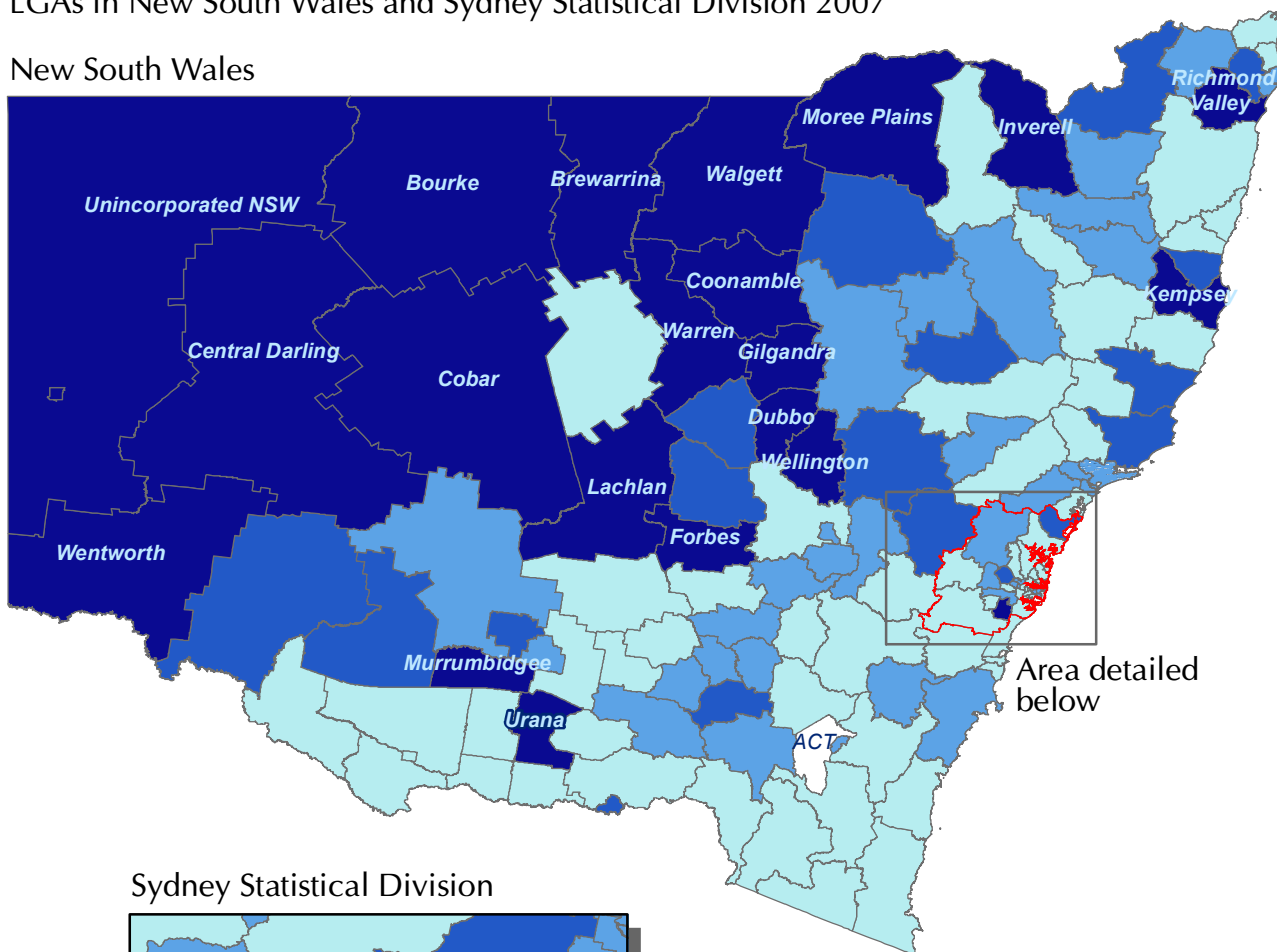 LGAs in New South Wales and Sydney Statistical Division 2007
New South Wales
Richmond
Valley
Moree Plains
Inverell
Bourke
Brewarrina
Walgett
Unincorporated NSW
Coonamble
Kempsey
Warren
Central Darling
Gilgandra
Cobar
Dubbo
Wellington
Lachlan
Forbes
Wentworth
Murrumbidgee
Area detailed
below
Urana
ACT
Sydney Statistical Division